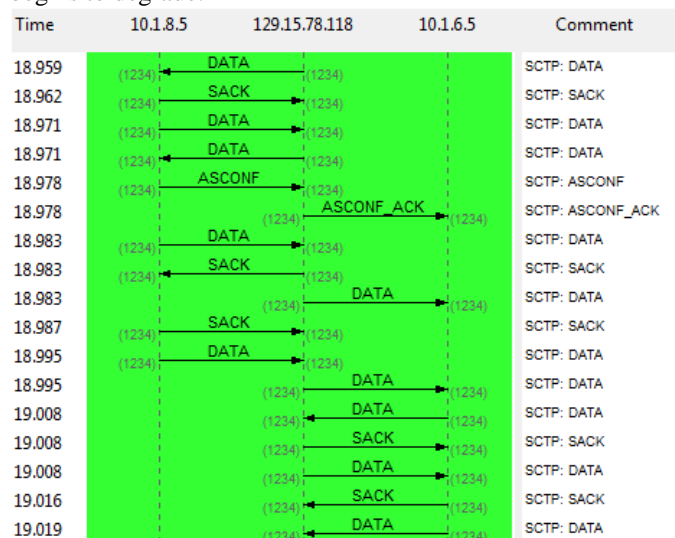 begins to degrade.
Time 10.1.8.5 129.15.78.118 10.1.6.5 Comment
18.959 (1234) DATA (1234) SCTP: DATA
18.962 (1234) SACK (1234) SCTP: SACK
18.971 (1234) DATA (1234) SCTP: DATA
18.971 (1234) DATA (1234) SCTP: DATA
18.978 (1234) ASCONF (1234) SCTP: ASCONF
18.978 (1234) ASCONF_ACK (1234) SCTP: ASCONF_ACK
18.983 (1234) DATA (1234) SCTP: DATA
18.983 (1234) SACK (1234) SCTP: SACK
18.983 (1234) DATA (1234) SCTP: DATA
18.987 (1234) SACK (1234) SCTP: SACK
18.995 (1234) DATA (1234) SCTP: DATA
18.995 (1234) DATA (1234) SCTP: DATA
19.008 (1234) DATA (1234) SCTP: DATA
19.008 (1234) SACK (1234) SCTP: SACK
19.008 (1234) DATA (1234) SCTP: DATA
19.016 (1234) SACK (1234) SCTP: SACK
19.019 (1234) DATA (1234) SCTP: DATA